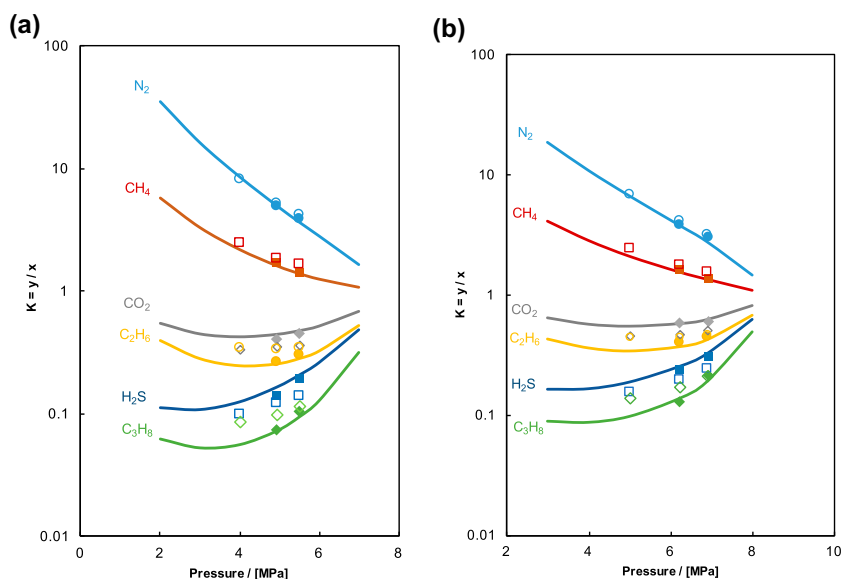 (a)
100
10
1
0.1
0.01
K = y / x
N2
CH4
CO2
C2H6
H2S
C3H8
0 2 4 6 8
Pressure / [MPa]
(b)
100
10
1
0.1
0.01
K = y / x
N2
CH4
CO2
C2H6
H2S
C3H8
2 4 6 8 10
Pressure / [MPa]